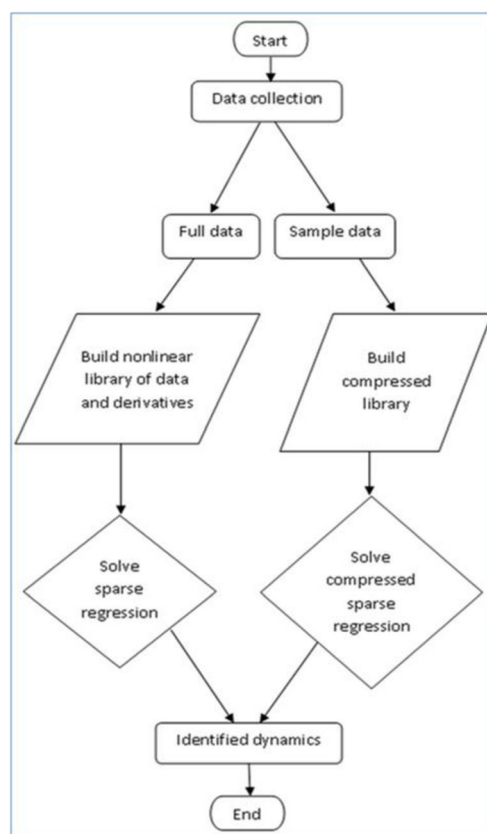 Start
Data collection
Full data
Sample data
Build nonlinear
library of data
and derivatives
Build
compressed
library
Solve
sparse
regression
Solve
compressed
sparse
regression
Identified dynamics
End